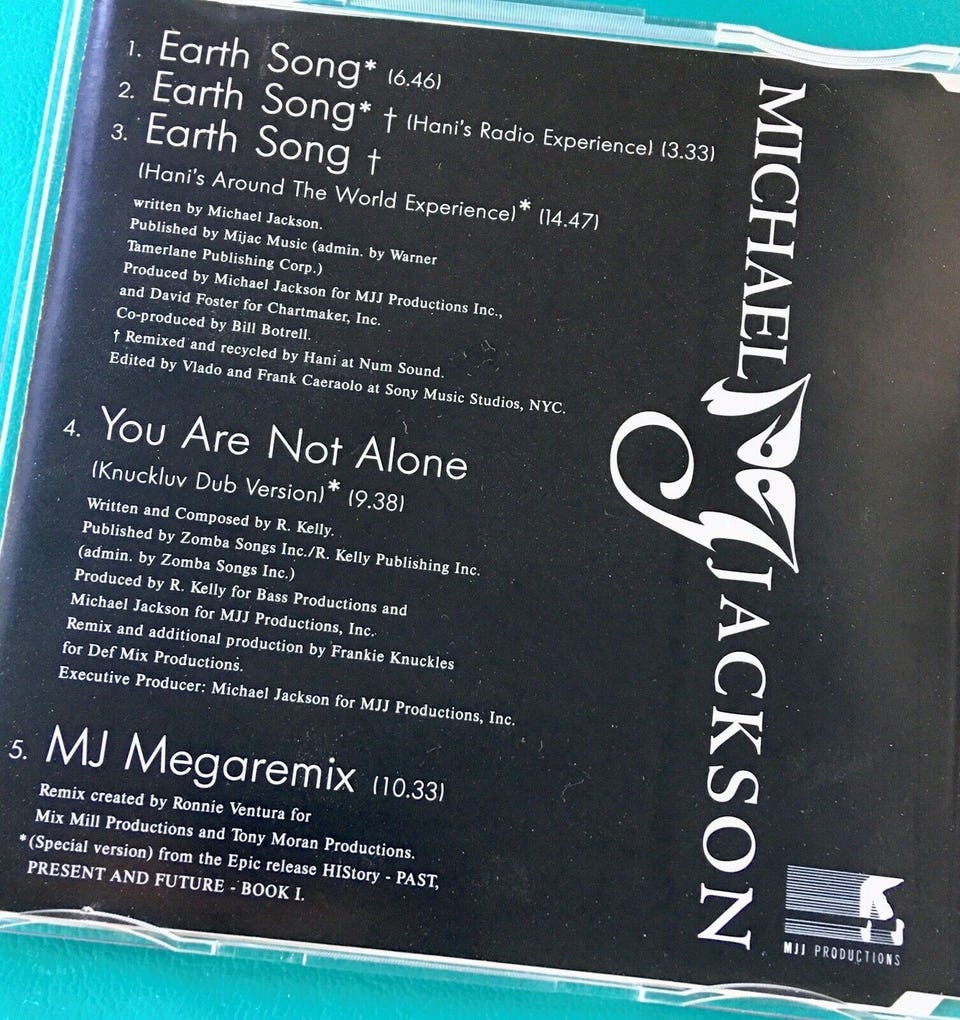 1. Earth Song* (6.46)
2. Earth Song* † (Hani's Radio Experience) (3.33)
3. Earth Song †
(Hani's Around The World Experience)* (14.47)
written by Michael Jackson.
Published by Mijac Music (admin. by Warner
Tamerlane Publishing Corp.)
Produced by Michael Jackson for MJJ Productions Inc.,
and David Foster for Chartmaker, Inc.
Co-produced by Bill Botrell.
† Remixed and recycled by Hani at Num Sound.
Edited by Vlado and Frank Caeraolo at Sony Music Studios, NYC.
4. You Are Not Alone
(Knuckluv Dub Version)* (9.38)
Written and Composed by R. Kelly.
Published by Zomba Songs Inc./R. Kelly Publishing Inc.
(admin. by Zomba Songs Inc.)
Produced by R. Kelly for Bass Productions and
Michael Jackson for MJJ Productions, Inc.
Remix and additional production by Frankie Knuckles
for Def Mix Productions.
Executive Producer: Michael Jackson for MJJ Productions, Inc.
5. MJ Megaremix (10.33)
Remix created by Ronnie Ventura for
Mix Mill Productions and Tony Moran Productions.
*(Special version) from the Epic release HIStory - PAST,
PRESENT AND FUTURE - BOOK I.
MICHAEL JACKSON
MJJ PRODUCTIONS